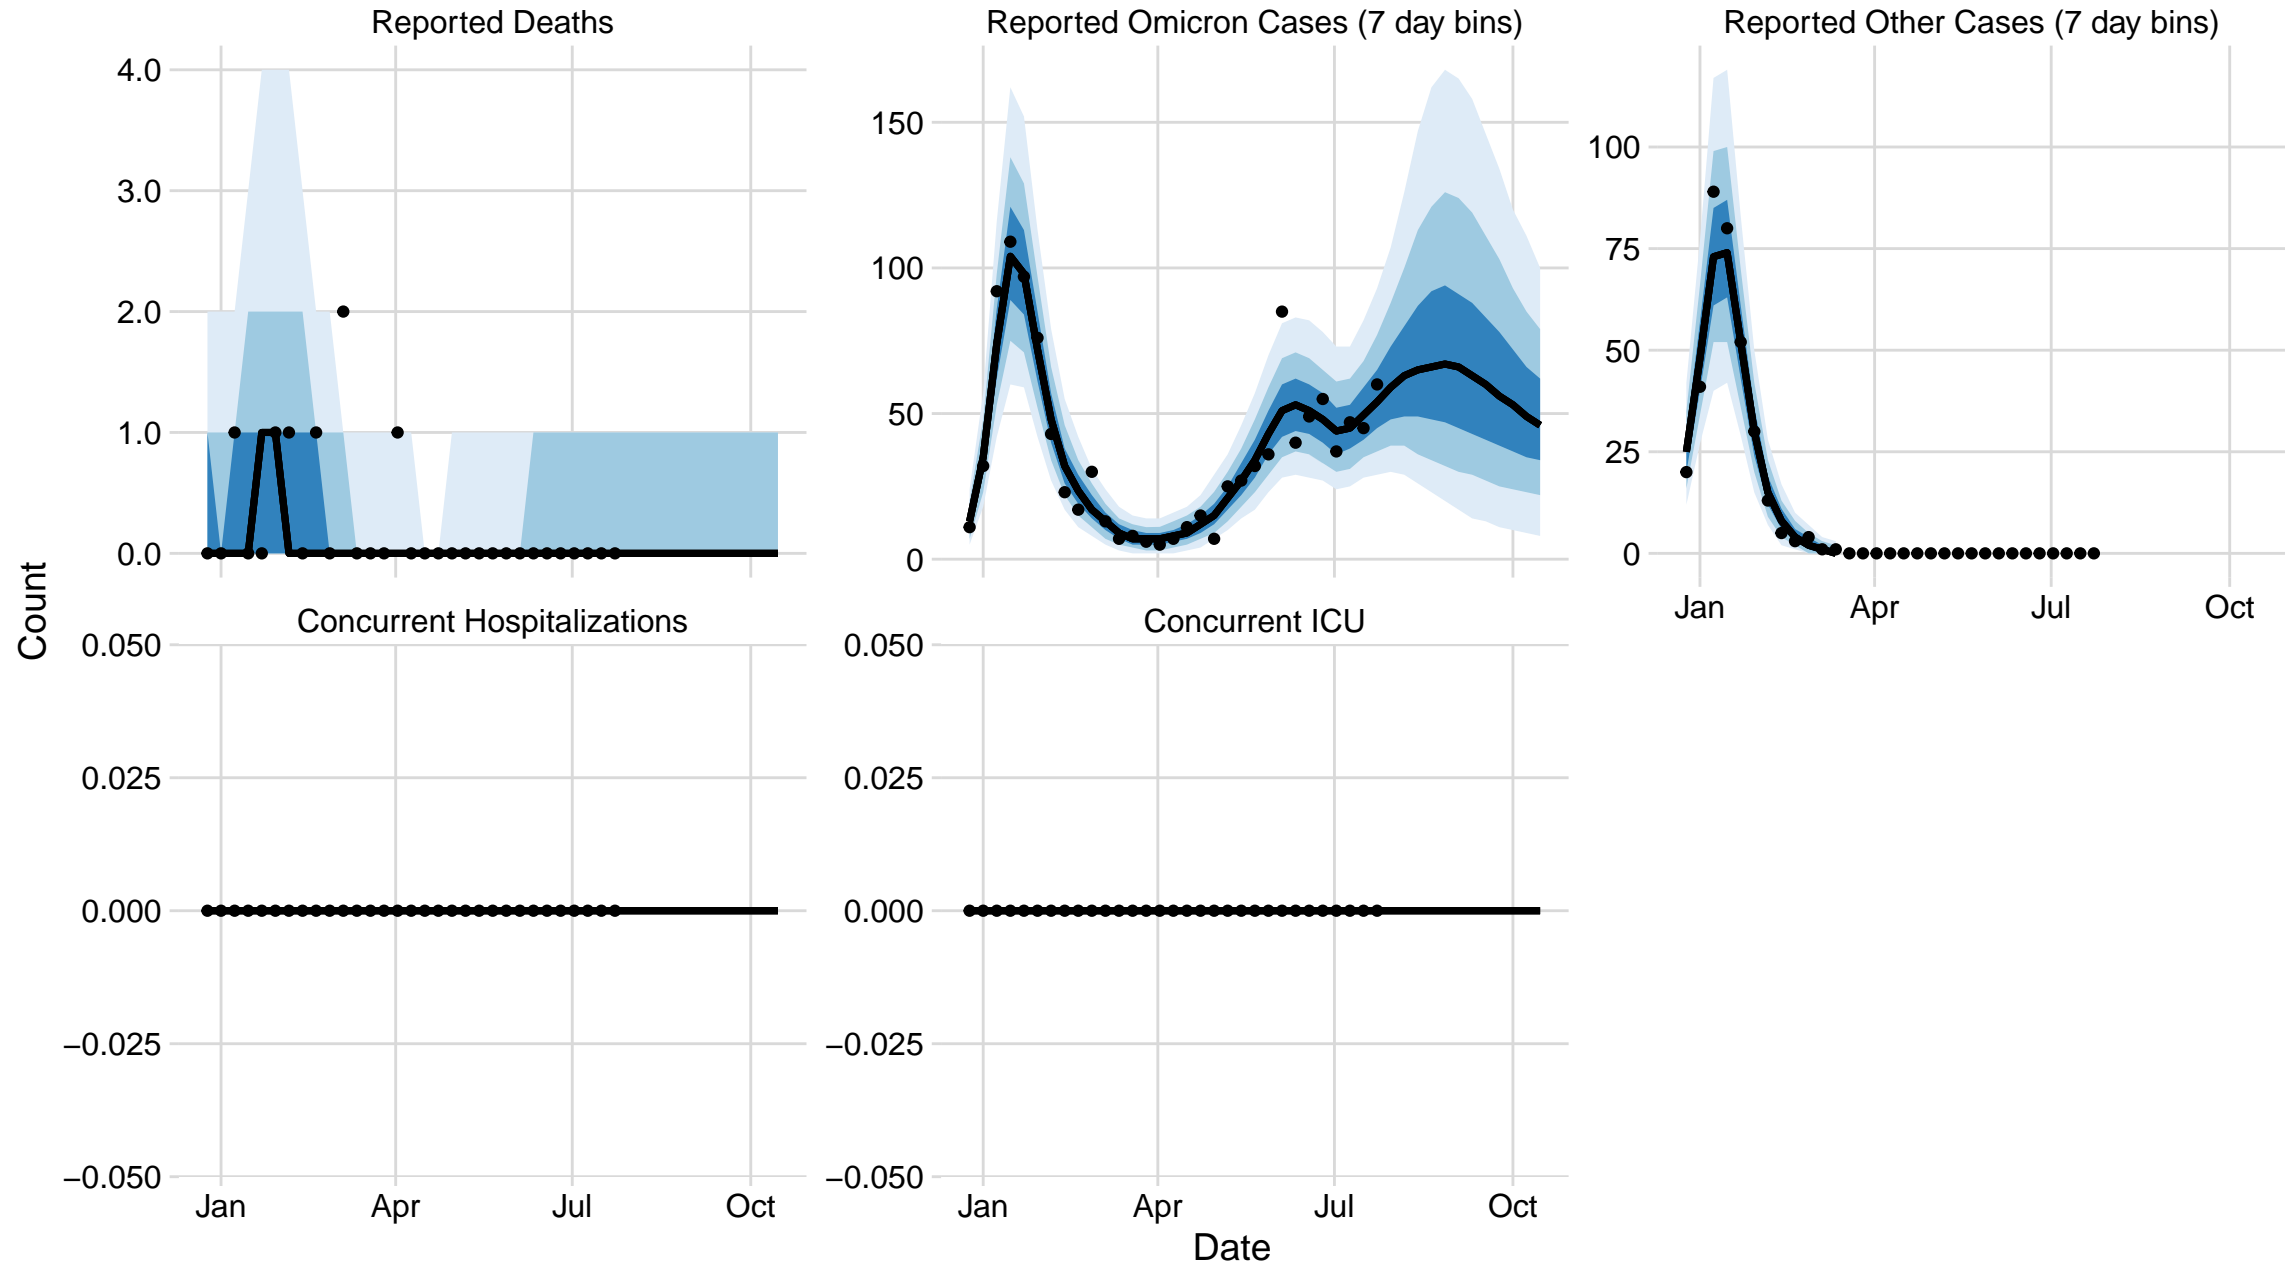 Reported Deaths
Reported Omicron Cases (7 day bins)
Reported Other Cases (7 day bins)
4.0
3.0
2.0
1.0
0.0
150
100
50
0
100
75
50
25
0
Jan Apr Jul Oct
Count
Concurrent Hospitalizations
Concurrent ICU
0.050
0.025
0.000
−0.025
−0.050
Jan Apr Jul Oct
0.050
0.025
0.000
−0.025
−0.050
Jan Apr Jul Oct
Date